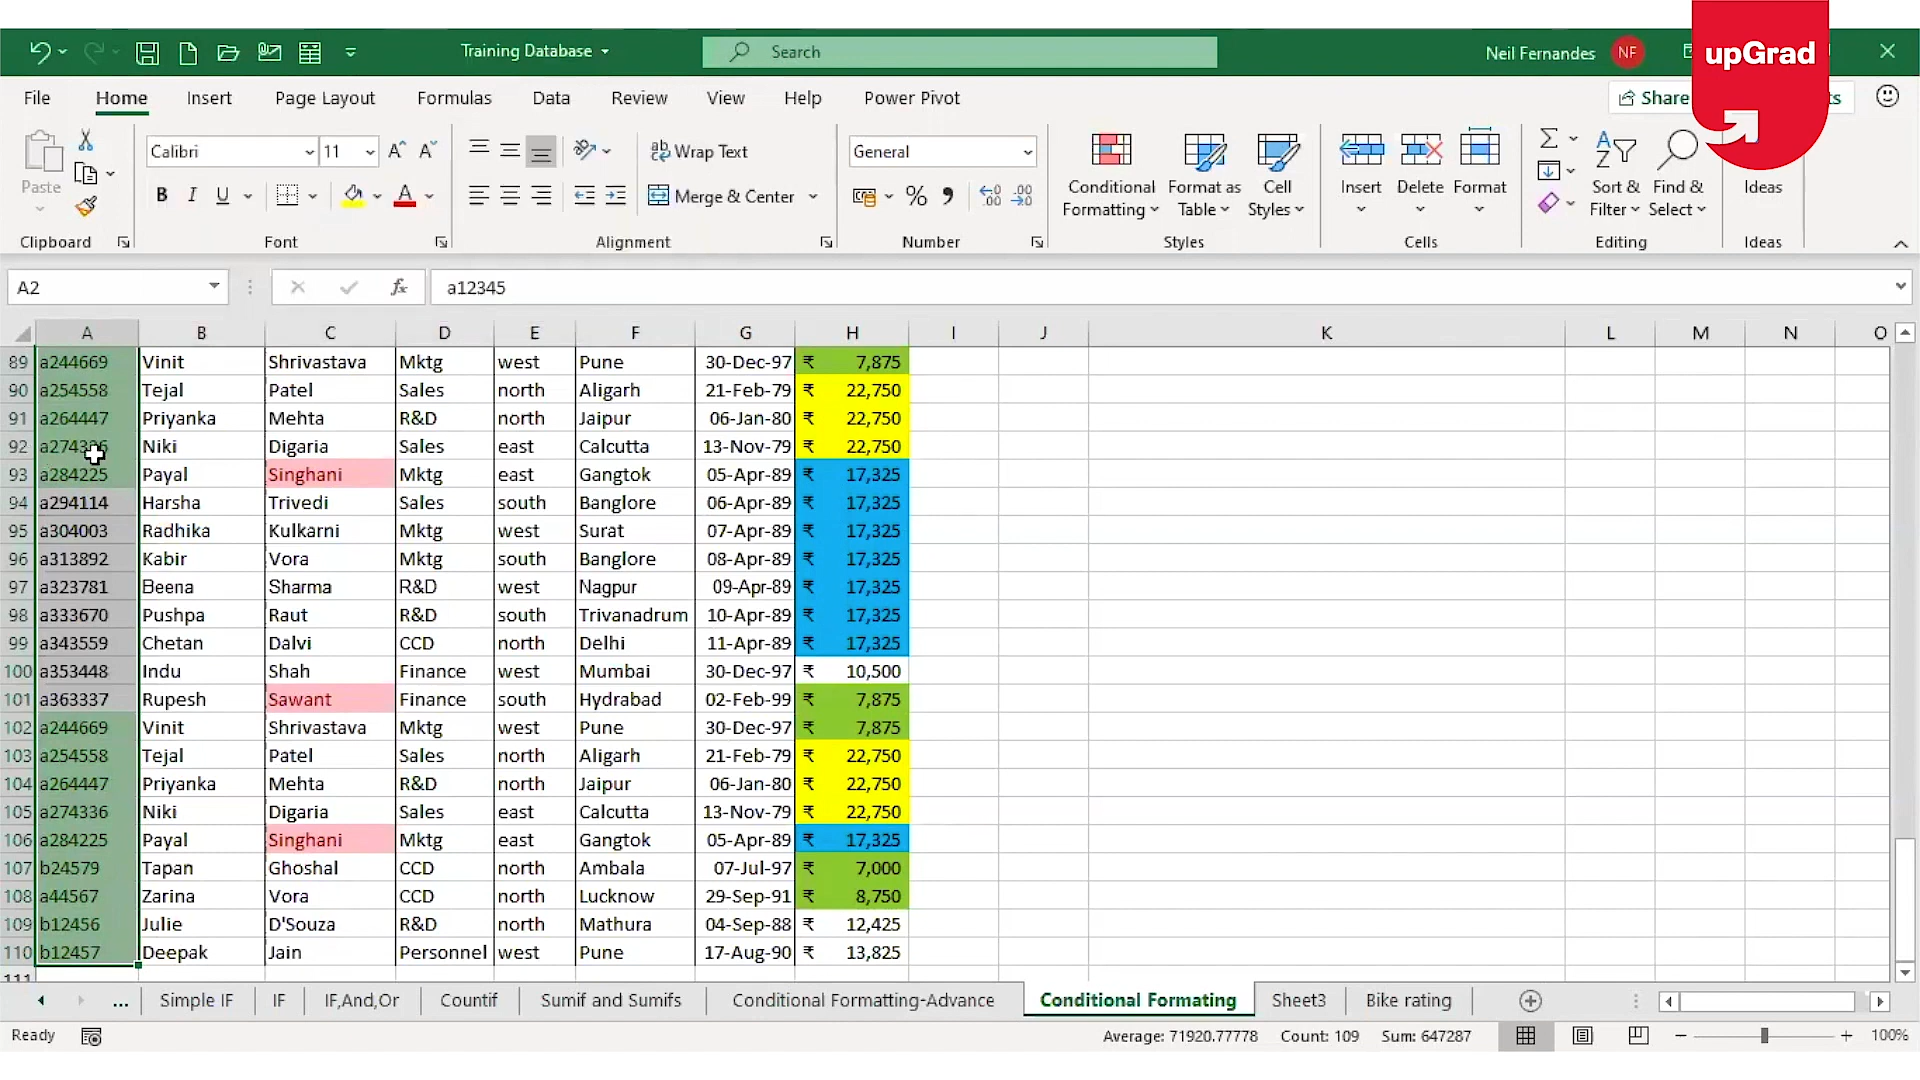 Training Database
Search
Neil Fernandes NF
upGrad
File Home Insert Page Layout Formulas Data Review View Help Power Pivot Share
Calibri 11 Wrap Text General
Paste B I U Merge & Center % Conditional Formatting Format as Table Cell Styles Insert Delete Format Sort & Filter Find & Select Ideas
Clipboard Font Alignment Number Styles Cells Editing Ideas
A2 fx a12345
A B C D E F G H I J K L M N O
89 a244669 Vinit Shrivastava Mktg west Pune 30-Dec-97 ₹ 7,875
90 a254558 Tejal Patel Sales north Aligarh 21-Feb-79 ₹ 22,750
91 a264447 Priyanka Mehta R&D north Jaipur 06-Jan-80 ₹ 22,750
92 Niki Digaria Sales east Calcutta 13-Nov-79 ₹ 22,750
93 a284225 Payal Singhani Mktg east Gangtok 05-Apr-89 ₹ 17,325
94 a294114 Harsha Trivedi Sales south Banglore 06-Apr-89 ₹ 17,325
95 a304003 Radhika Kulkarni Mktg west Surat 07-Apr-89 ₹ 17,325
96 a313892 Kabir Vora Mktg south Banglore 08-Apr-89 ₹ 17,325
97 a323781 Beena Sharma R&D west Nagpur 09-Apr-89 ₹ 17,325
98 a333670 Pushpa Raut R&D south Trivanadrum 10-Apr-89 ₹ 17,325
99 a343559 Chetan Dalvi CCD north Delhi 11-Apr-89 ₹ 17,325
100 a353448 Indu Shah Finance west Mumbai 30-Dec-97 ₹ 10,500
101 a363337 Rupesh Sawant Finance south Hydrabad 02-Feb-99 ₹ 7,875
102 a244669 Vinit Shrivastava Mktg west Pune 30-Dec-97 ₹ 7,875
103 a254558 Tejal Patel Sales north Aligarh 21-Feb-79 ₹ 22,750
104 a264447 Priyanka Mehta R&D north Jaipur 06-Jan-80 ₹ 22,750
105 a274336 Niki Digaria Sales east Calcutta 13-Nov-79 ₹ 22,750
106 a284225 Payal Singhani Mktg east Gangtok 05-Apr-89 ₹ 17,325
107 b24579 Tapan Ghoshal CCD north Ambala 07-Jul-97 ₹ 7,000
108 a44567 Zarina Vora CCD north Lucknow 29-Sep-91 ₹ 8,750
109 b12456 Julie D'Souza R&D north Mathura 04-Sep-88 ₹ 12,425
110 b12457 Deepak Jain Personnel west Pune 17-Aug-90 ₹ 13,825
111
... Simple IF IF IF,And,Or Countif Sumif and Sumifs Conditional Formatting-Advance Conditional Formating Sheet3 Bike rating
Ready Average: 71920.77778 Count: 109 Sum: 647287 100%